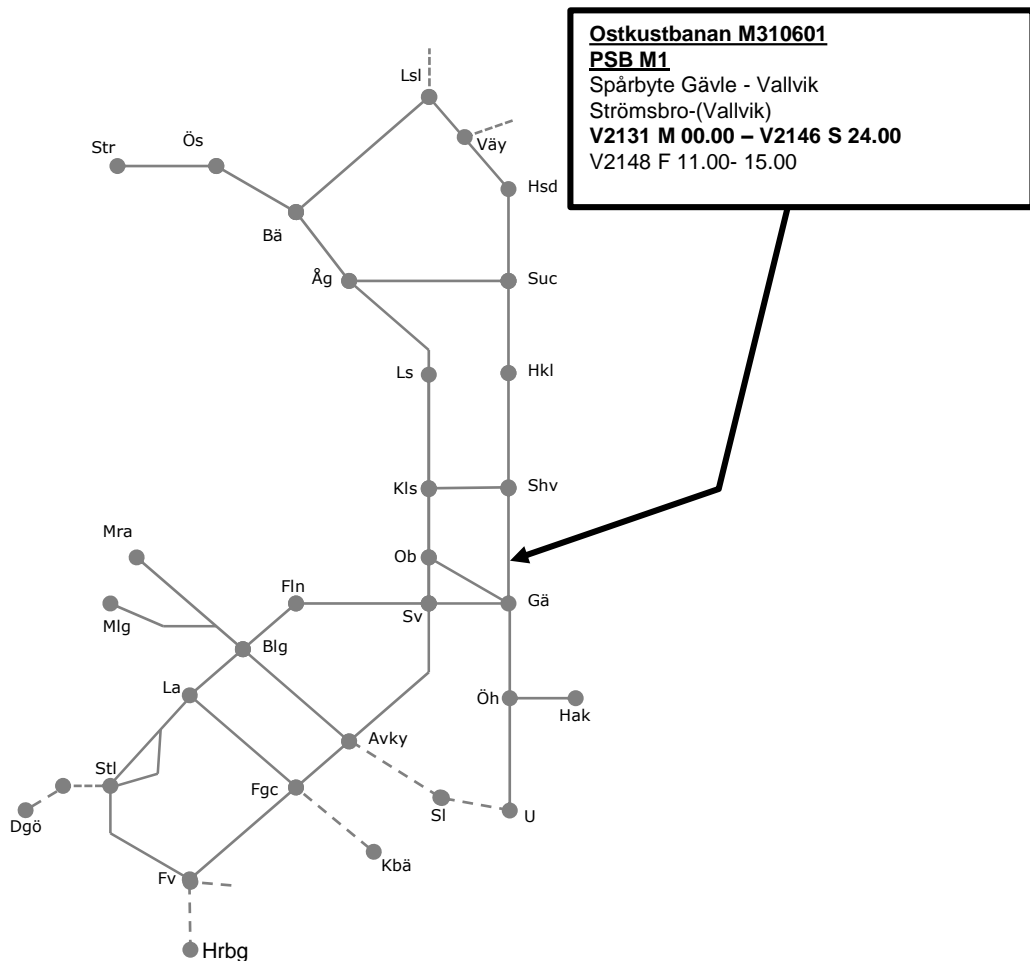 Ostkustbanan M310601
PSB M1
Spårbyte Gävle - Vallvik
Strömsbro-(Vallvik)
V2131 M 00.00 – V2146 S 24.00
V2148 F 11.00- 15.00
Lsl
Väy
Str
Ös
Hsd
Bä
Åg
Suc
Ls
Hkl
Kls
Shv
Mra
Ob
Fln
Gä
Mlg
Sv
Blg
La
Öh
Hak
Avky
Stl
Fgc
Sl
U
Dgö
Kbä
Fv
Hrbg